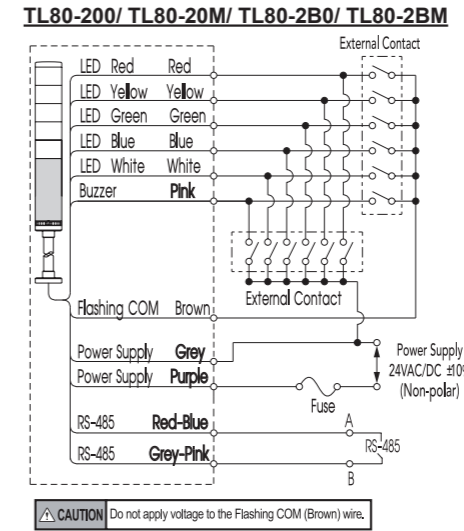 TL80-200/ TL80-20M/ TL80-2B0/ TL80-2BM
External Contact
LED Red Red
LED Yellow Yellow
LED Green Green
LED Blue Blue
LED White White
Buzzer Pink
External Contact
Flashing COM Brown
Power Supply Grey
Power Supply Purple
Power Supply
24VAC/DC ±10%
(Non-polar)
Fuse
RS-485 Red-Blue
A
RS-485
RS-485 Grey-Pink
B
CAUTION Do not apply voltage to the Flashing COM (Brown) wire.